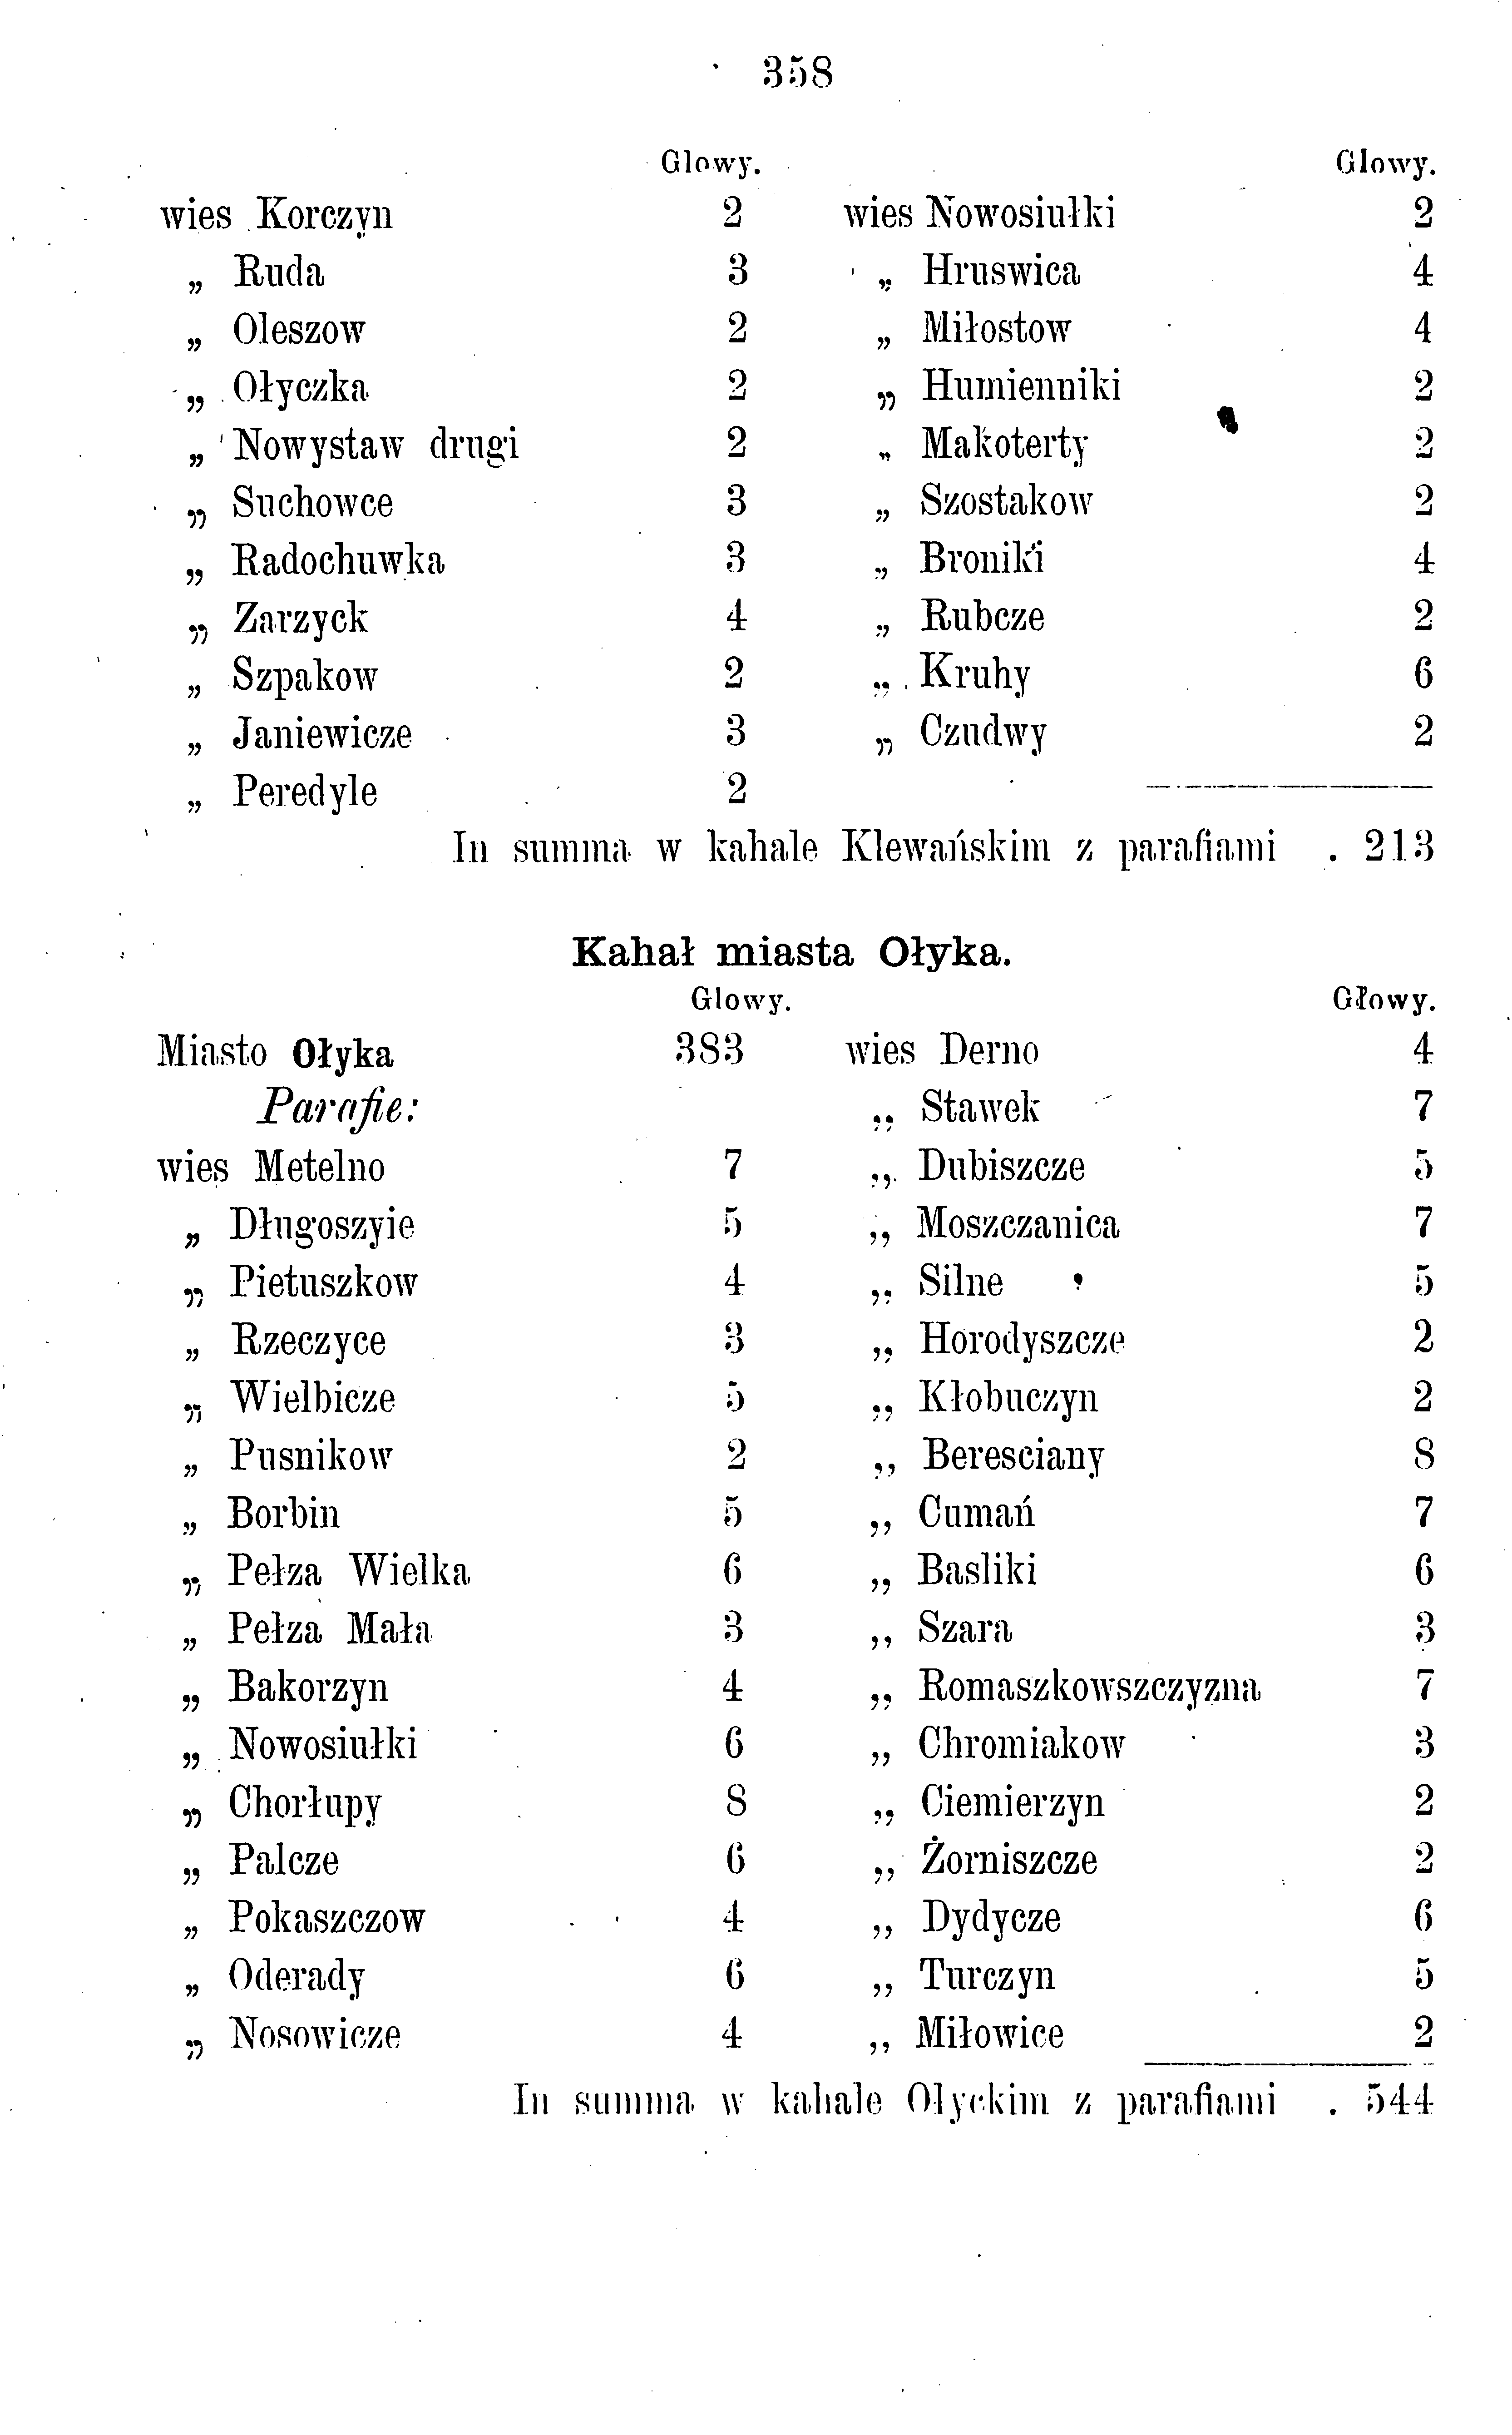 358
Glowy.
wies Korczyn 2
„ Ruda 3
„ Oleszow 2
„ Ołyczka 2
„ Nowystaw drugi 2
„ Suchowce 3
„ Radochuwka 3
„ Zarzyck 4
„ Szpakow 2
„ Janiewicze 3
„ Peredyle 2
Glowy.
wies Nowosiułki 2
„ Hruswica 4
„ Miłostow 4
„ Humienniki 2
„ Makoterty 2
„ Szostakow 2
„ Broniki 4
„ Rubcze 2
„ Kruhy 6
„ Czudwy 2
In summa w kahale Klewańskim z parafiami . 213
Kahał miasta Ołyka.
Glowy.
Miasto Ołyka 383
Parafie:
wies Metelno 7
„ Długoszyie 5
„ Pietuszkow 4
„ Rzeczyce 3
„ Wielbicze 5
„ Pusnikow 2
„ Borbin 5
„ Pełza Wielka 6
„ Pełza Mała 3
„ Bakorzyn 4
„ Nowosiułki 6
„ Chorłupy 8
„ Palcze 6
„ Pokaszczow 4
„ Oderady 6
„ Nosowicze 4
Głowy.
wies Derno 4
„ Stawek 7
„ Dubiszcze 5
„ Moszczanica 7
„ Silne 5
„ Horodyszcze 2
„ Kłobuczyn 2
„ Beresciany 8
„ Cumań 7
„ Basliki 6
„ Szara 3
„ Romaszkowszczyzna 7
„ Chromiakow 3
„ Ciemierzyn 2
„ Żorniszcze 2
„ Dydycze 6
„ Turczyn 5
„ Miłowice 2
In summa w kahale Olyckim z parafiami . 544